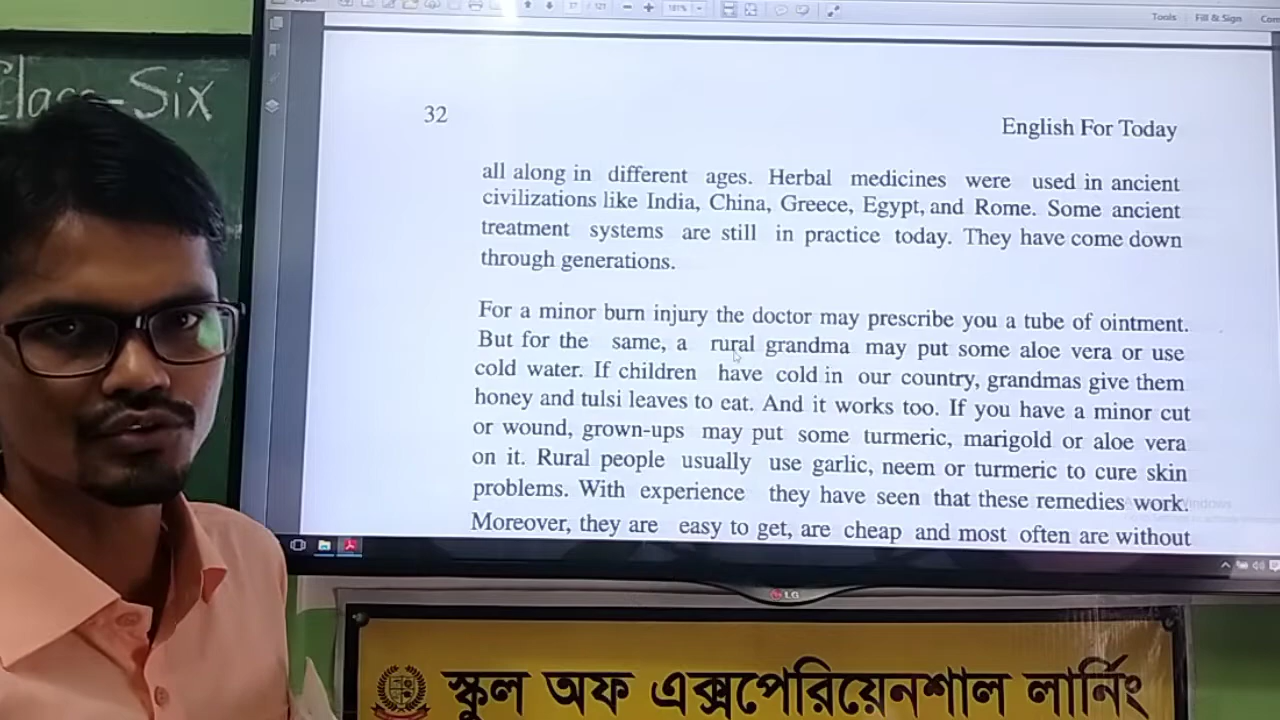 Class-Six
Tools
Fill & Sign
32
English For Today
all along in different ages. Herbal medicines were used in ancient
civilizations like India, China, Greece, Egypt, and Rome. Some ancient
treatment systems are still in practice today. They have come down
through generations.
For a minor burn injury the doctor may prescribe you a tube of ointment.
But for the same, a rural grandma may put some aloe vera or use
cold water. If children have cold in our country, grandmas give them
honey and tulsi leaves to eat. And it works too. If you have a minor cut
or wound, grown-ups may put some turmeric, marigold or aloe vera
on it. Rural people usually use garlic, neem or turmeric to cure skin
problems. With experience they have seen that these remedies work.
Moreover, they are easy to get, are cheap and most often are without
LG
স্কুল অফ এক্সপেরিয়েনশাল লার্নিং